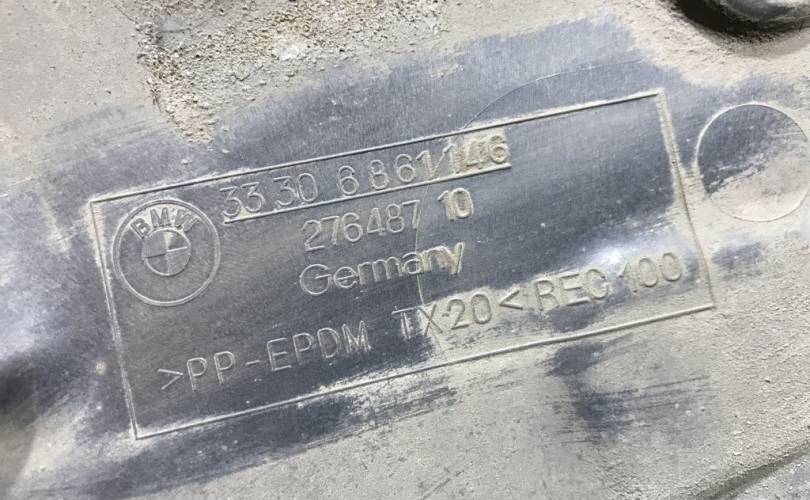 BMW
33 30 6 861 146
276487 10
Germany
>PP-EPDM TX20< REC 100